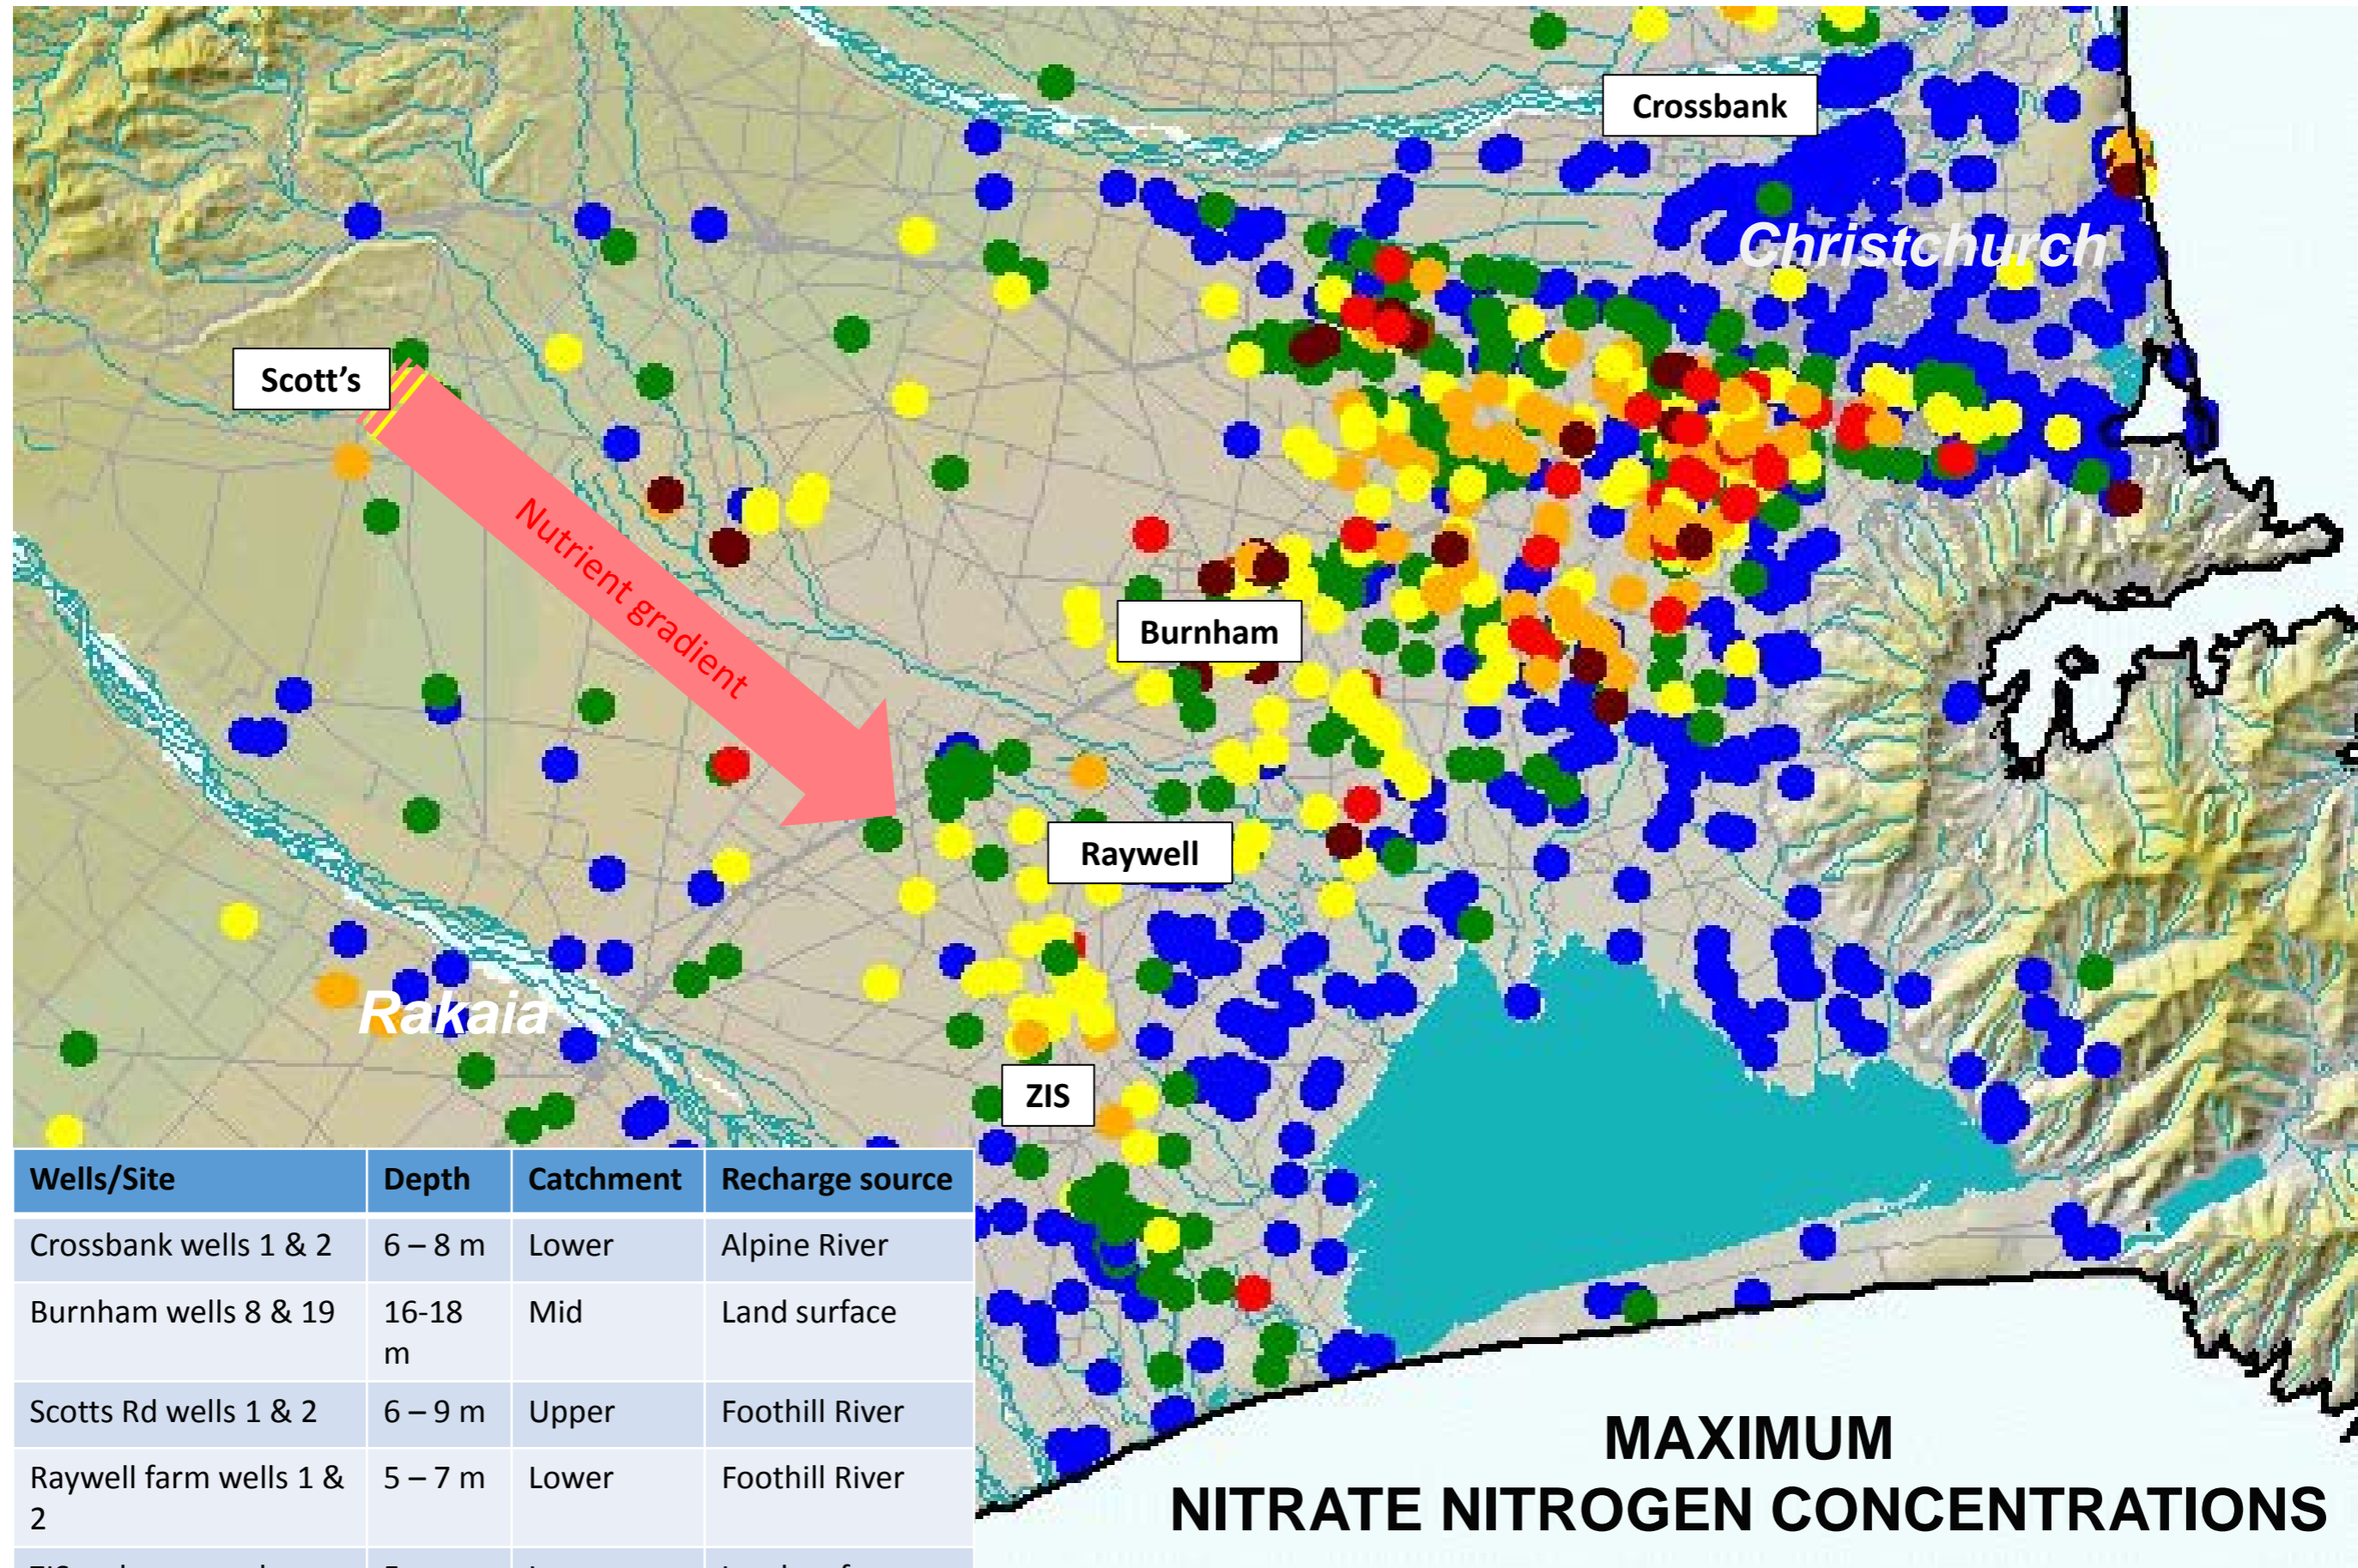 Crossbank
Christchurch
Scott's
Nutrient gradient
Burnham
Raywell
Rakaia
ZIS
Wells/Site Depth Catchment Recharge source
Crossbank wells 1 & 2 6 – 8 m Lower Alpine River
Burnham wells 8 & 19 16-18 Mid Land surface
m
Scotts Rd wells 1 & 2 6 – 9 m Upper Foothill River
Raywell farm wells 1 & 5 – 7 m Lower Foothill River
2
MAXIMUM
NITRATE NITROGEN CONCENTRATIONS